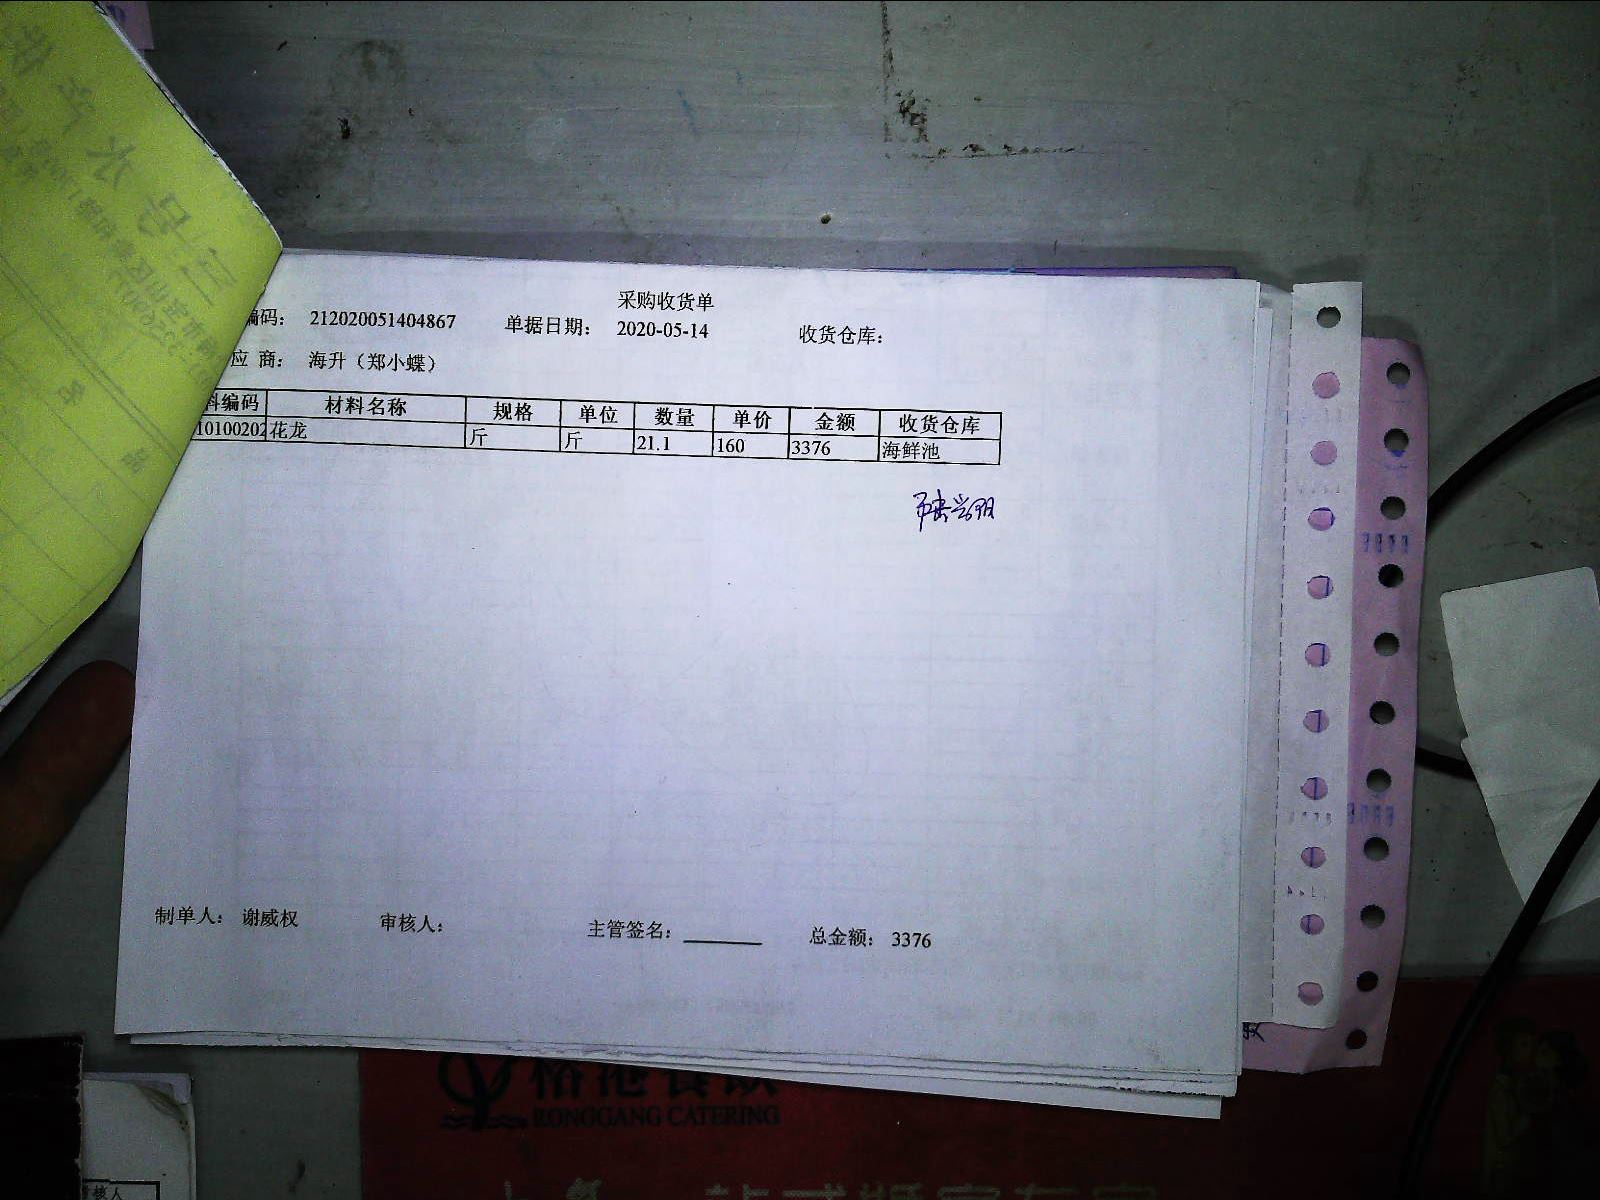 采购收货单
编码： 212020051404867 单据日期： 2020-05-14 收货仓库：
应 商： 海升（郑小蝶）
料编码 材料名称 规格 单位 数量 单价 金额 收货仓库
10100202 花龙 斤 斤 21.1 160 3376 海鲜池
制单人： 谢威权 审核人： 主管签名： 总金额： 3376
RONGGANG CATERING
核人